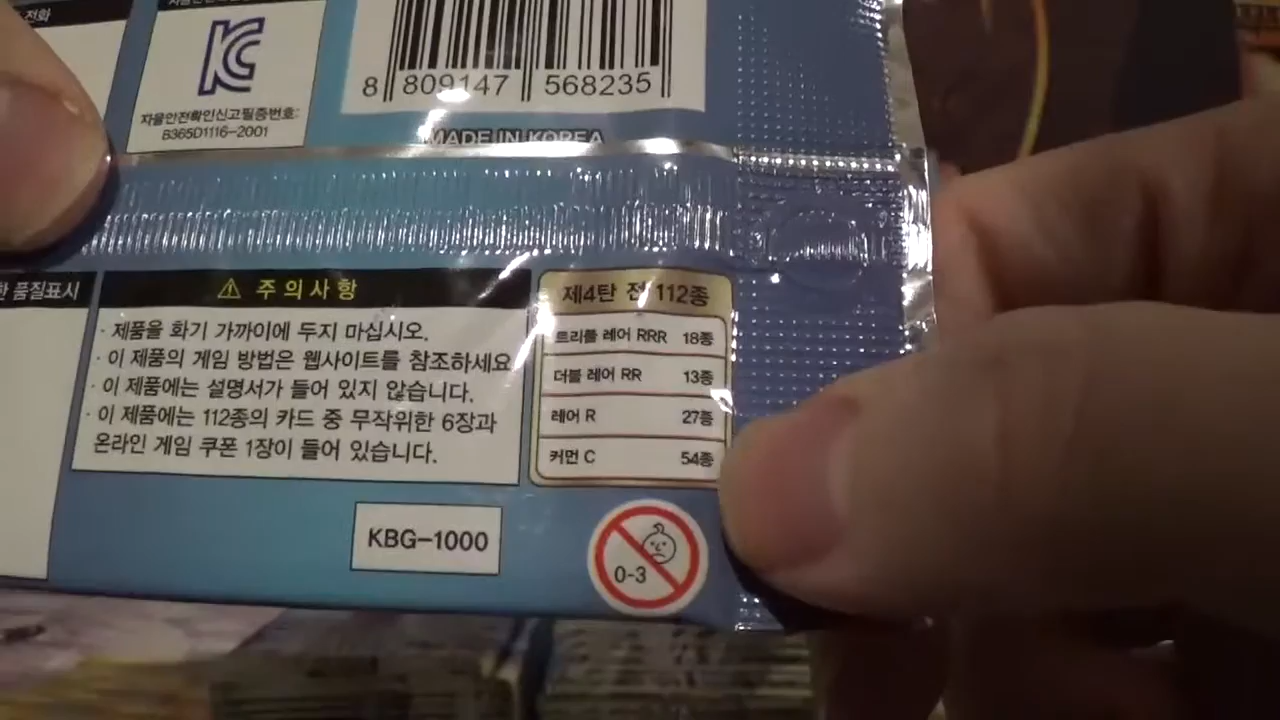 전화
KC
자율안전확인신고필증번호:
B365D1116-2001
8 809147 568235
MADE IN KOREA
한 품질표시
⚠ 주의사항
· 제품을 화기 가까이에 두지 마십시오.
· 이 제품의 게임 방법은 웹사이트를 참조하세요
· 이 제품에는 설명서가 들어 있지 않습니다.
· 이 제품에는 112종의 카드 중 무작위한 6장과
온라인 게임 쿠폰 1장이 들어 있습니다.
제4탄 전 112종
트리플 레어 RRR 18종
더블 레어 RR 13종
레어 R 27종
커먼 C 54종
KBG-1000
0-3